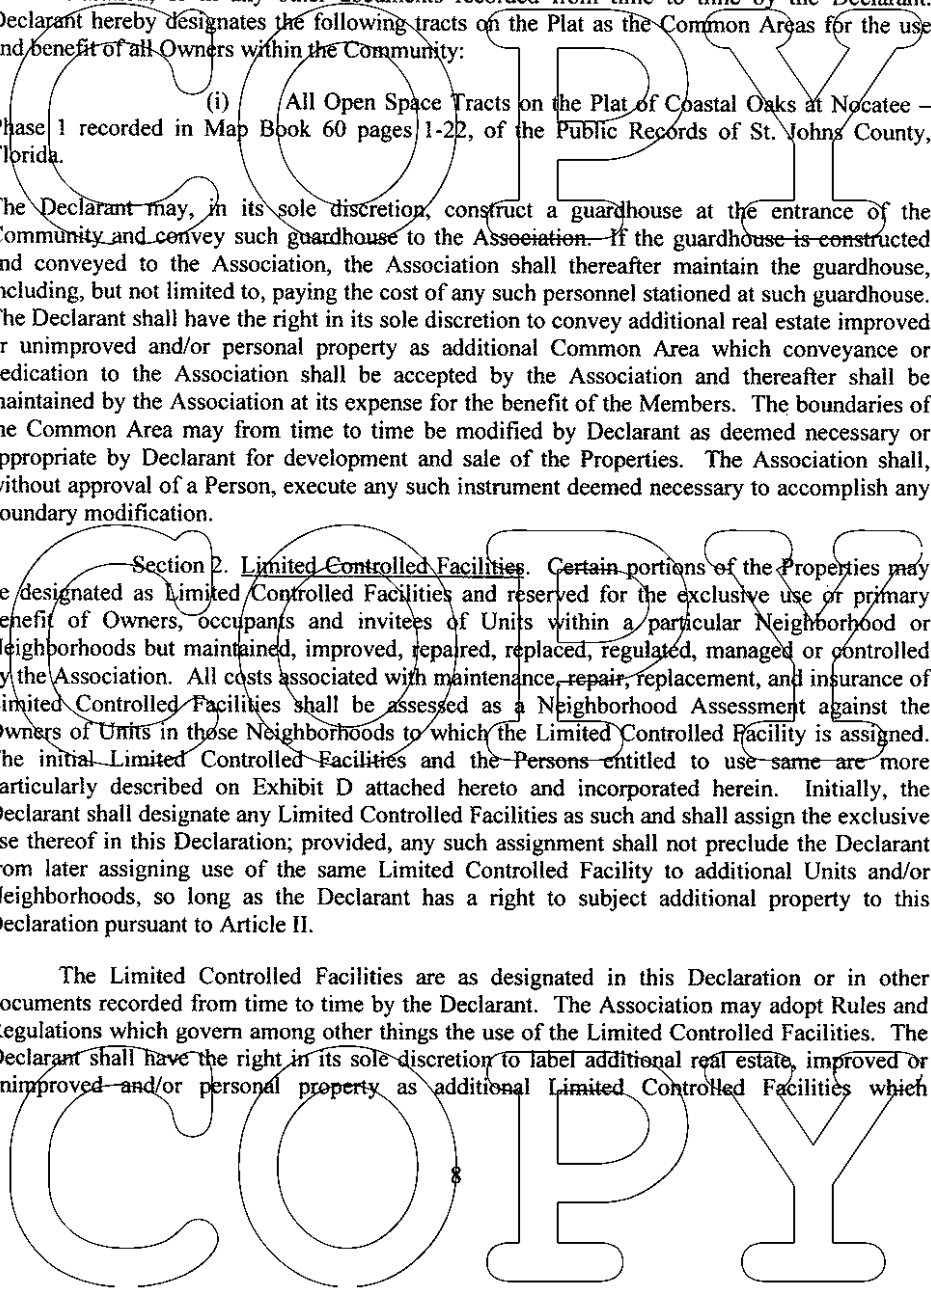 or in any other documents recorded from time to time by the Declarant.
Declarant hereby designates the following tracts on the Plat as the Common Areas for the use
nd benefit of all Owners within the Community:
(i) All Open Space Tracts on the Plat of Coastal Oaks at Nocatee –
Phase 1 recorded in Map Book 60 pages 1-22, of the Public Records of St. Johns County,
Florida.
COPY
The Declarant may, in its sole discretion, construct a guardhouse at the entrance of the
Community and convey such guardhouse to the Association. If the guardhouse is constructed
nd conveyed to the Association, the Association shall thereafter maintain the guardhouse,
ncluding, but not limited to, paying the cost of any such personnel stationed at such guardhouse.
The Declarant shall have the right in its sole discretion to convey additional real estate improved
r unimproved and/or personal property as additional Common Area which conveyance or
edication to the Association shall be accepted by the Association and thereafter shall be
maintained by the Association at its expense for the benefit of the Members. The boundaries of
he Common Area may from time to time be modified by Declarant as deemed necessary or
ppropriate by Declarant for development and sale of the Properties. The Association shall,
without approval of a Person, execute any such instrument deemed necessary to accomplish any
oundary modification.
Section 2. Limited Controlled Facilities. Certain portions of the Properties may
e designated as Limited Controlled Facilities and reserved for the exclusive use or primary
enefit of Owners, occupants and invitees of Units within a particular Neighborhood or
Neighborhoods but maintained, improved, repaired, replaced, regulated, managed or controlled
y the Association. All costs associated with maintenance, repair, replacement, and insurance of
Limited Controlled Facilities shall be assessed as a Neighborhood Assessment against the
Owners of Units in those Neighborhoods to which the Limited Controlled Facility is assigned.
COPY
The initial Limited Controlled Facilities and the Persons entitled to use same are more
articularly described on Exhibit D attached hereto and incorporated herein. Initially, the
Declarant shall designate any Limited Controlled Facilities as such and shall assign the exclusive
se thereof in this Declaration; provided, any such assignment shall not preclude the Declarant
rom later assigning use of the same Limited Controlled Facility to additional Units and/or
Neighborhoods, so long as the Declarant has a right to subject additional property to this
Declaration pursuant to Article II.
The Limited Controlled Facilities are as designated in this Declaration or in other
ocuments recorded from time to time by the Declarant. The Association may adopt Rules and
Regulations which govern among other things the use of the Limited Controlled Facilities. The
Declarant shall have the right in its sole discretion to label additional real estate, improved or
nimproved and/or personal property as additional Limited Controlled Facilities which
8
COPY